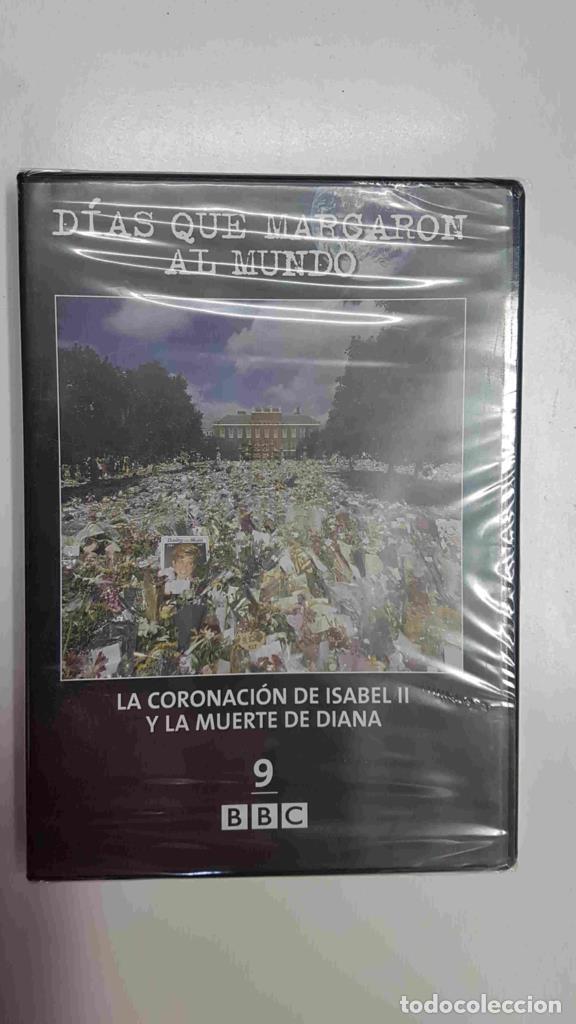 DÍAS QUE MARCARON
AL MUNDO
LA CORONACIÓN DE ISABEL II
Y LA MUERTE DE DIANA
9
BBC
todocoleccion